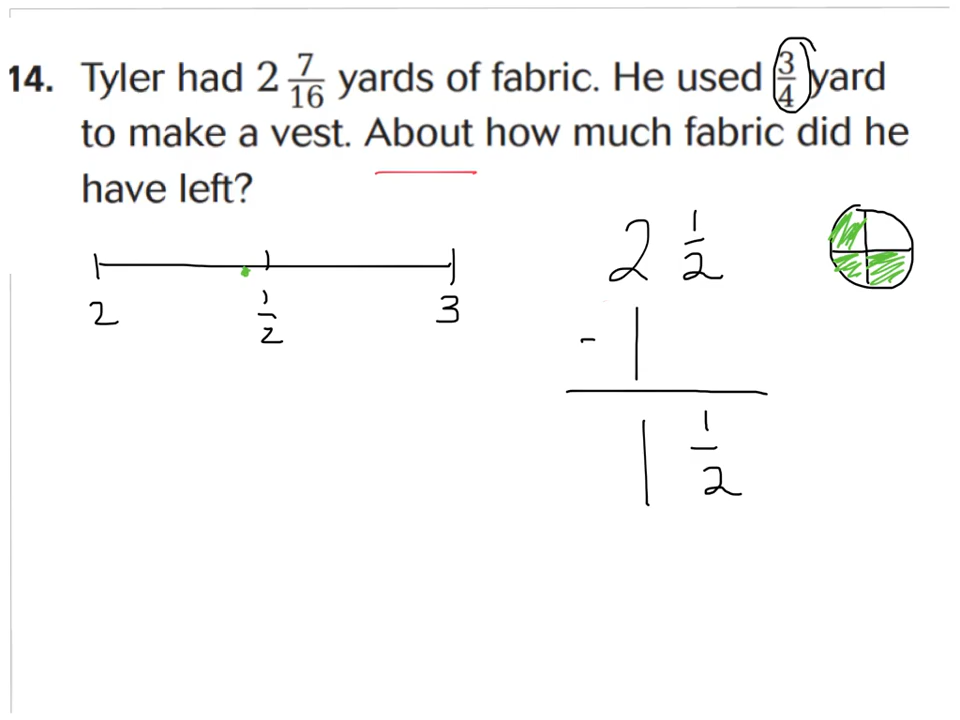 14. Tyler had 2 7/16 yards of fabric. He used 3/4 yard
to make a vest. About how much fabric did he
have left?
2 1/2 3
2 1/2
- 1
1 1/2